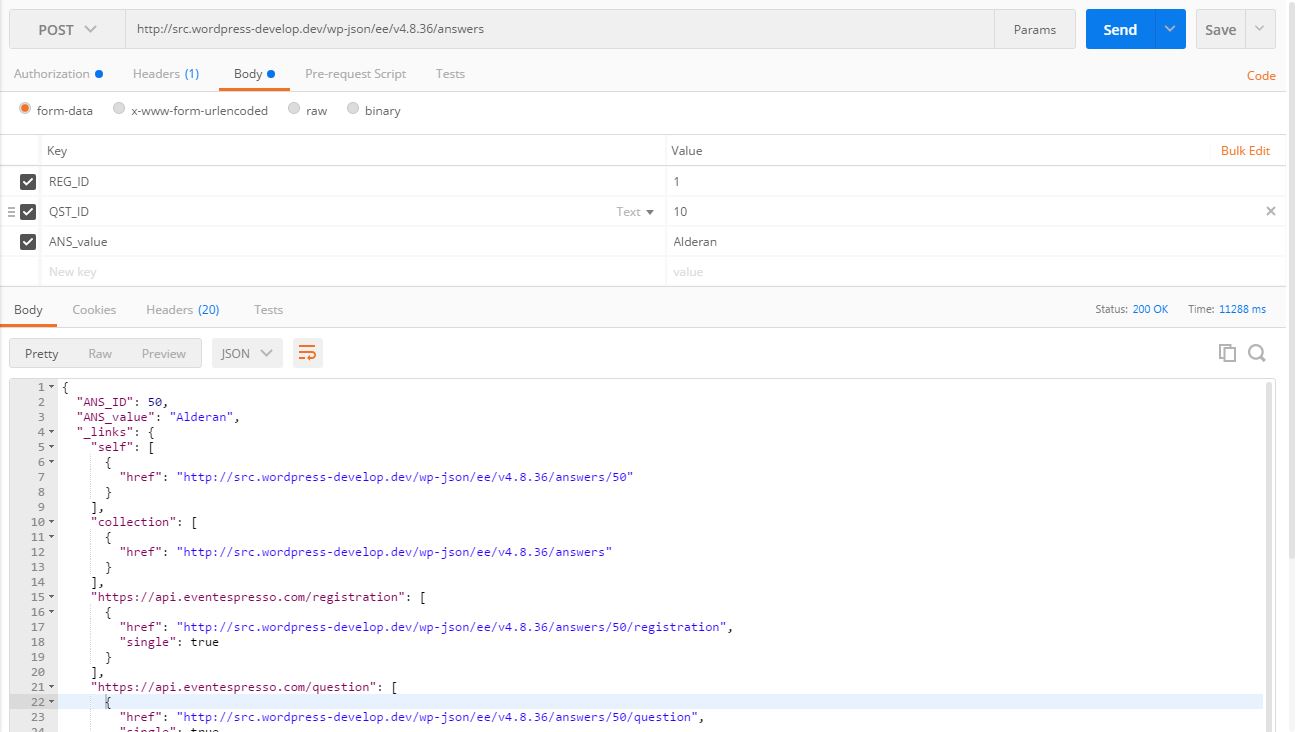 POST http://src.wordpress-develop.dev/wp-json/ee/v4.8.36/answers Params Send Save
Authorization Headers (1) Body Pre-request Script Tests Code
form-data x-www-form-urlencoded raw binary
Key Value Bulk Edit
REG_ID 1
QST_ID Text 10
ANS_value Alderan
New key value
Body Cookies Headers (20) Tests Status: 200 OK Time: 11288 ms
Pretty Raw Preview JSON
1 {
2 "ANS_ID": 50,
3 "ANS_value": "Alderan",
4 "_links": {
5 "self": [
6 {
7 "href": "http://src.wordpress-develop.dev/wp-json/ee/v4.8.36/answers/50"
8 }
9 ],
10 "collection": [
11 {
12 "href": "http://src.wordpress-develop.dev/wp-json/ee/v4.8.36/answers"
13 }
14 ],
15 "https://api.eventespresso.com/registration": [
16 {
17 "href": "http://src.wordpress-develop.dev/wp-json/ee/v4.8.36/answers/50/registration",
18 "single": true
19 }
20 ],
21 "https://api.eventespresso.com/question": [
22 {
23 "href": "http://src.wordpress-develop.dev/wp-json/ee/v4.8.36/answers/50/question",
24 "single": true